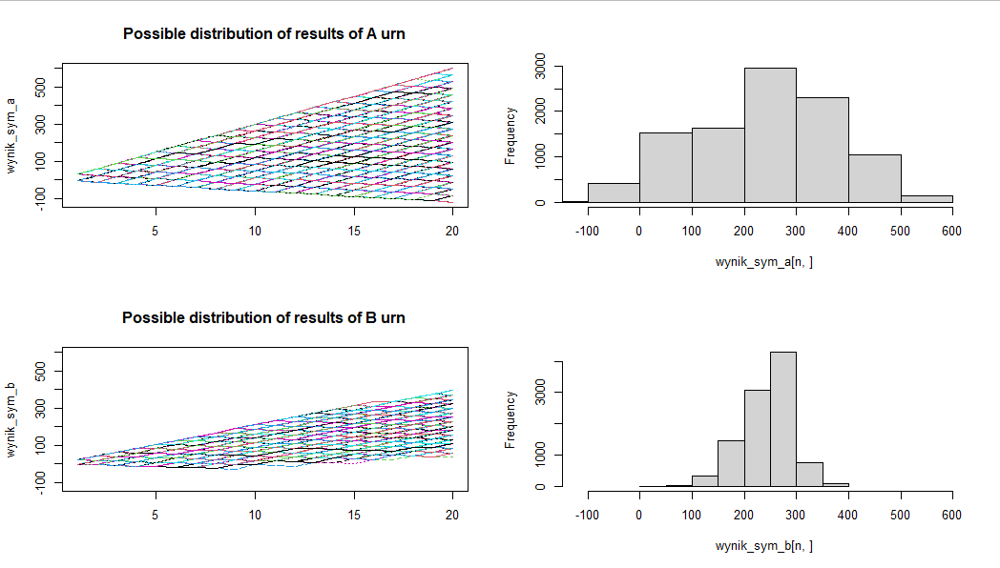 Possible distribution of results of A urn
wynik_sym_a
-100 100 300 500
5 10 15 20
Frequency
0 1000 2000 3000
-100 0 100 200 300 400 500 600
wynik_sym_a[n, ]
Possible distribution of results of B urn
wynik_sym_b
-100 100 300 500
5 10 15 20
Frequency
0 1000 3000
-100 0 100 200 300 400 500 600
wynik_sym_b[n, ]